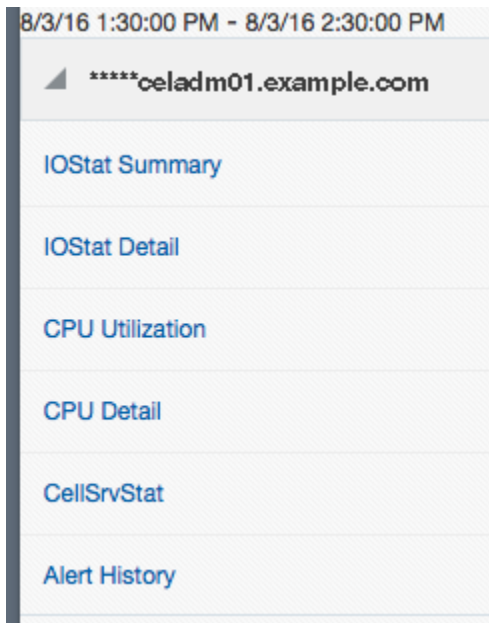 8/3/16 1:30:00 PM - 8/3/16 2:30:00 PM
*****celadm01.example.com
IOStat Summary
IOStat Detail
CPU Utilization
CPU Detail
CellSrvStat
Alert History